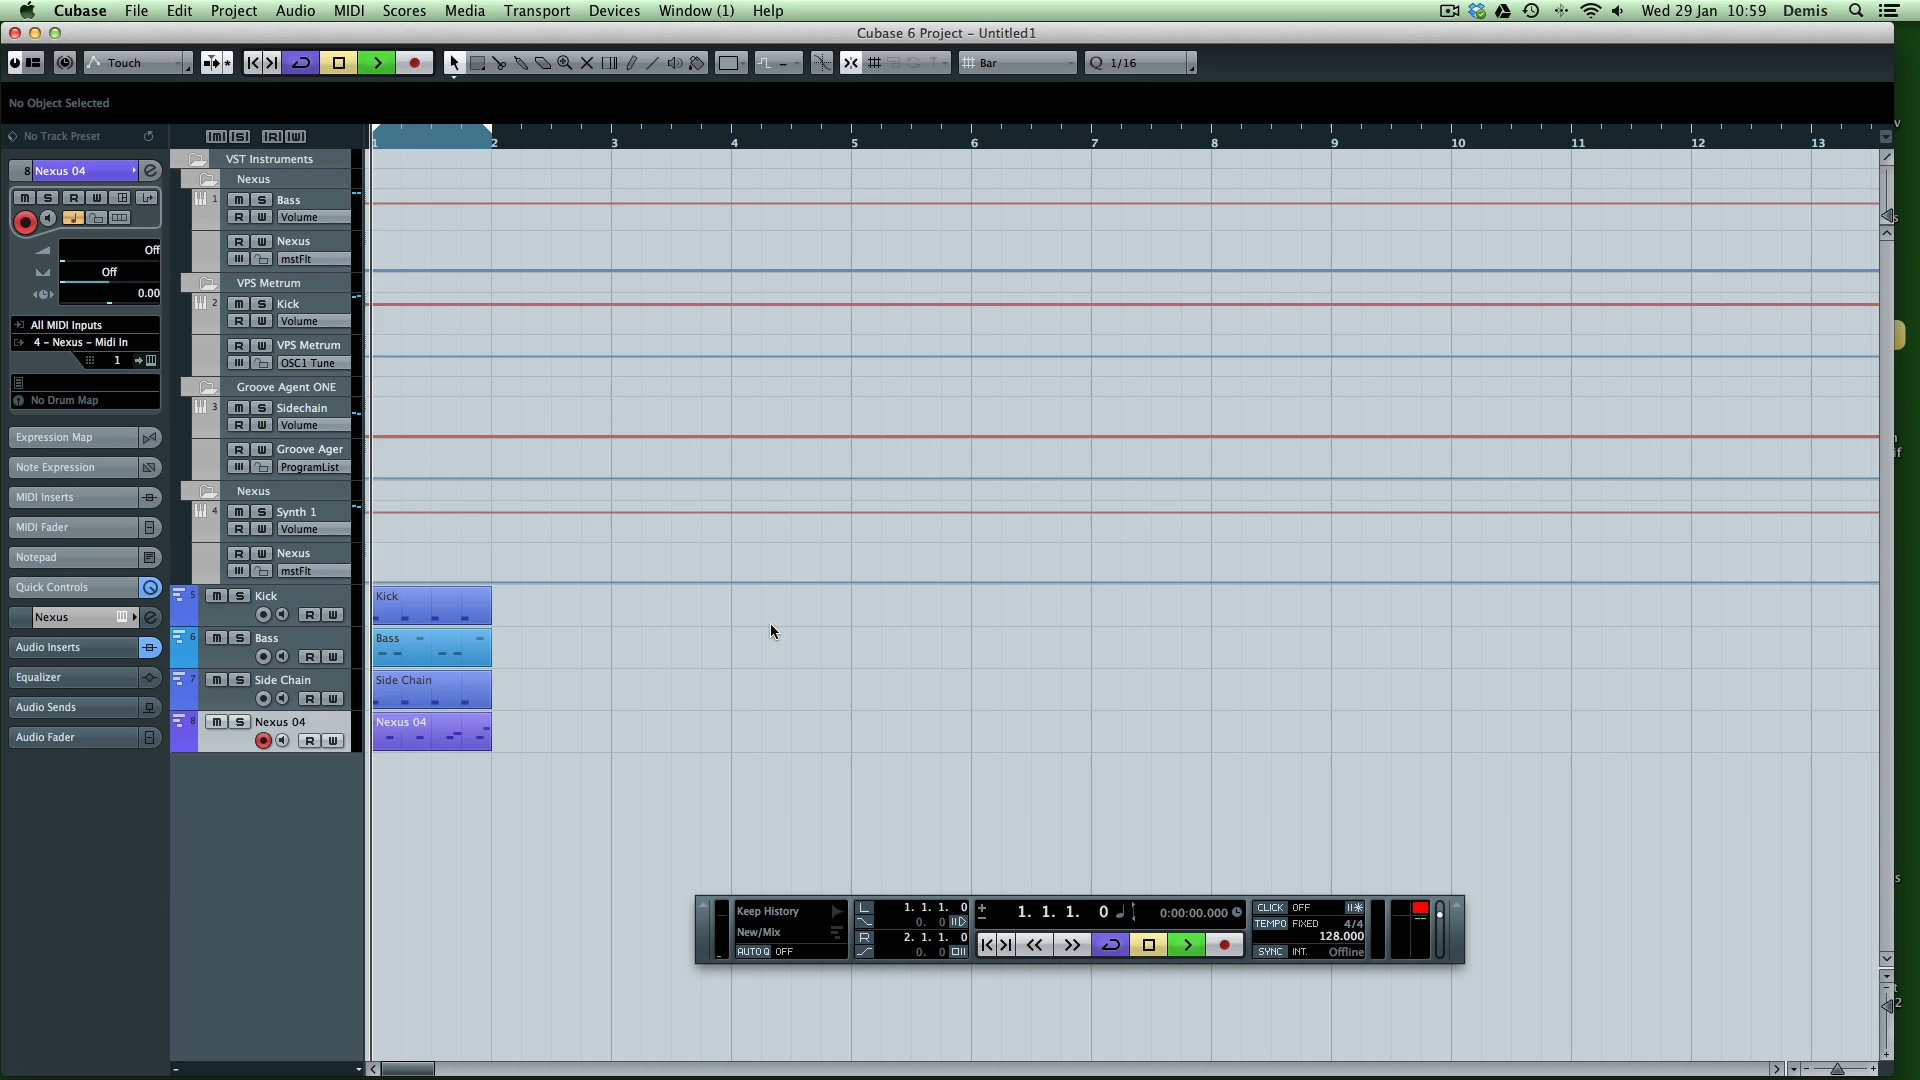 Cubase File Edit Project Audio MIDI Scores Media Transport Devices Window (1) Help Wed 29 Jan 10:59 Demis
Cubase 6 Project – Untitled1
Touch Bar Q 1/16
No Object Selected
No Track Preset
[m] [S] [R] [W]
1 2 3 4 5 6 7 8 9 10 11 12 13
8 Nexus 04
M S R W
Off
Off
0.00
All MIDI Inputs
4 – Nexus – Midi In
1
No Drum Map
Expression Map
Note Expression
MIDI Inserts
MIDI Fader
Notepad
Quick Controls
Nexus
Audio Inserts
Equalizer
Audio Sends
Audio Fader
VST Instruments
Nexus
1 m S Bass
R W Volume
R W Nexus
mstFlt
VPS Metrum
2 m S Kick
R W Volume
R W VPS Metrum
OSC1 Tune
Groove Agent ONE
3 m S Sidechain
R W Volume
R W Groove Ager
ProgramList
Nexus
4 m S Synth 1
R W Volume
R W Nexus
mstFlt
5 m S Kick
R W
6 m S Bass
R W
7 m S Side Chain
R W
8 m S Nexus 04
R W
Kick
Bass
Side Chain
Nexus 04
Keep History
New/Mix
AUTO Q OFF
L 1. 1. 1. 0
0. 0
R 2. 1. 1. 0
0. 0
1. 1. 1. 0 0:00:00.000
CLICK OFF
TEMPO FIXED 4/4
128.000
SYNC INT. Offline